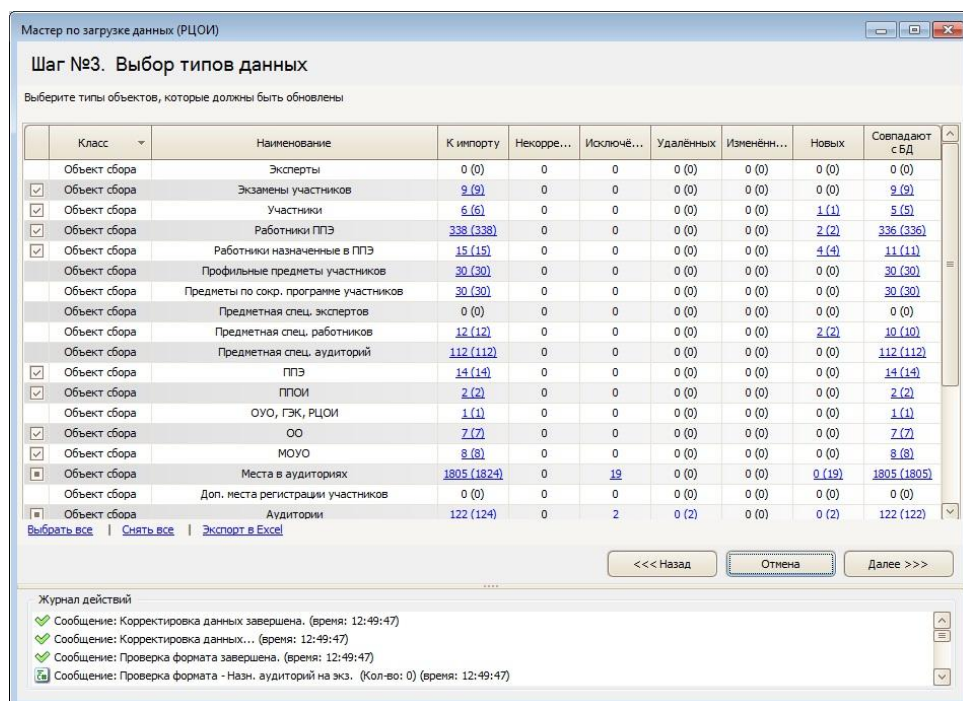 Мастер по загрузке данных (РЦОИ)
Шаг №3. Выбор типов данных
Выберите типы объектов, которые должны быть обновлены
Класс Наименование К импорту Некорре... Исключё... Удалённых Изменённ... Новых Совпадают с БД
Объект сбора Эксперты 0 (0) 0 0 0 (0) 0 (0) 0 (0) 0 (0)
Объект сбора Экзамены участников 9 (9) 0 0 0 (0) 0 (0) 0 (0) 9 (9)
Объект сбора Участники 6 (6) 0 0 0 (0) 0 (0) 1 (1) 5 (5)
Объект сбора Работники ППЭ 338 (338) 0 0 0 (0) 0 (0) 2 (2) 336 (336)
Объект сбора Работники назначенные в ППЭ 15 (15) 0 0 0 (0) 0 (0) 4 (4) 11 (11)
Объект сбора Профильные предметы участников 30 (30) 0 0 0 (0) 0 (0) 0 (0) 30 (30)
Объект сбора Предметы по сокр. программе участников 30 (30) 0 0 0 (0) 0 (0) 0 (0) 30 (30)
Объект сбора Предметная спец. экспертов 0 (0) 0 0 0 (0) 0 (0) 0 (0) 0 (0)
Объект сбора Предметная спец. работников 12 (12) 0 0 0 (0) 0 (0) 2 (2) 10 (10)
Объект сбора Предметная спец. аудиторий 112 (112) 0 0 0 (0) 0 (0) 0 (0) 112 (112)
Объект сбора ППЭ 14 (14) 0 0 0 (0) 0 (0) 0 (0) 14 (14)
Объект сбора ППОИ 2 (2) 0 0 0 (0) 0 (0) 0 (0) 2 (2)
Объект сбора ОУО, ГЭК, РЦОИ 1 (1) 0 0 0 (0) 0 (0) 0 (0) 1 (1)
Объект сбора ОО 7 (7) 0 0 0 (0) 0 (0) 0 (0) 7 (7)
Объект сбора МОУО 8 (8) 0 0 0 (0) 0 (0) 0 (0) 8 (8)
Объект сбора Места в аудиториях 1805 (1824) 0 19 0 (0) 0 (0) 0 (19) 1805 (1805)
Объект сбора Доп. места регистрации участников 0 (0) 0 0 0 (0) 0 (0) 0 (0) 0 (0)
Объект сбора Аудитории 122 (124) 0 2 0 (2) 0 (0) 0 (2) 122 (122)
Выбрать все | Снять все | Экспорт в Excel
<<< Назад Отмена Далее >>>
Журнал действий
Сообщение: Корректировка данных завершена. (время: 12:49:47)
Сообщение: Корректировка данных... (время: 12:49:47)
Сообщение: Проверка формата завершена. (время: 12:49:47)
Сообщение: Проверка формата - Назн. аудиторий на экз. (Кол-во: 0) (время: 12:49:47)